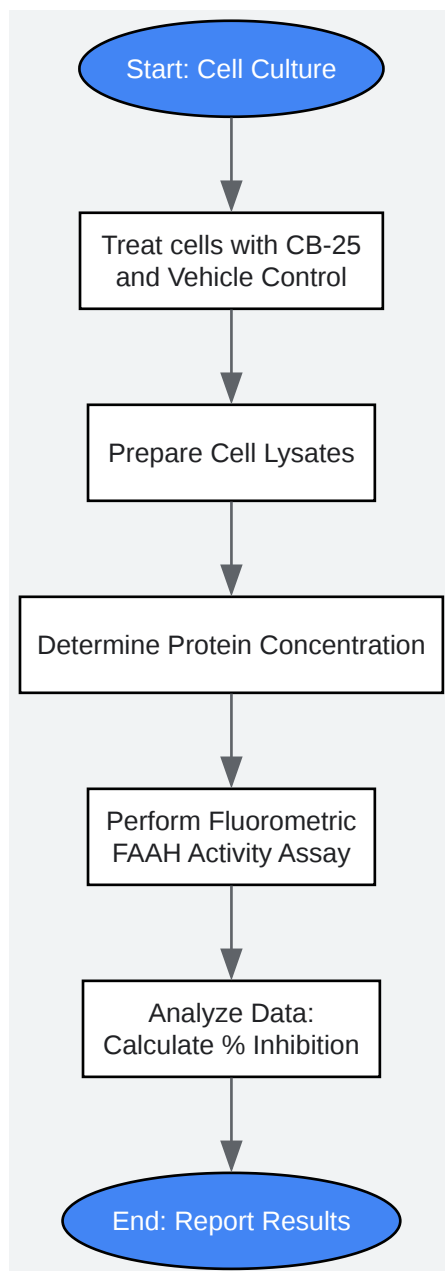 Start: Cell Culture
Treat cells with CB-25
and Vehicle Control
Prepare Cell Lysates
Determine Protein Concentration
Perform Fluorometric
FAAH Activity Assay
Analyze Data:
Calculate % Inhibition
End: Report Results